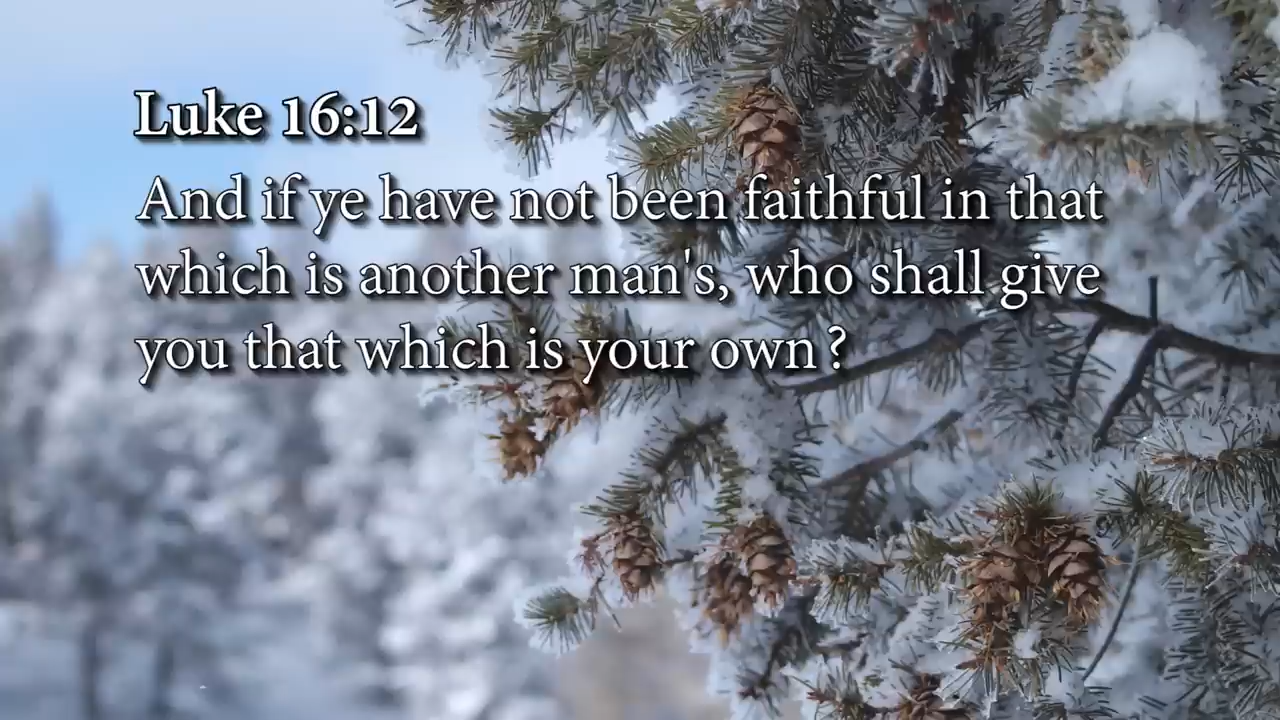 Luke 16:12
And if ye have not been faithful in that
which is another man's, who shall give
you that which is your own?